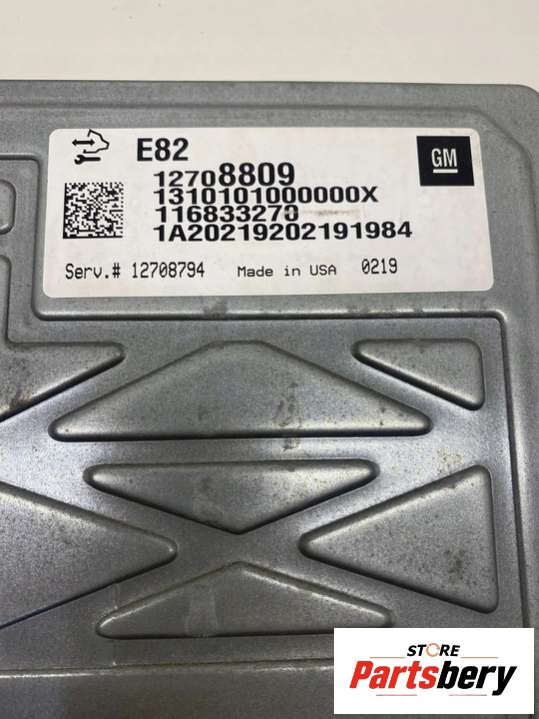 E82
GM
12708809
1310101000000X
116833270
1A20219202191984
Serv.# 12708794 Made in USA 0219
STORE
Partsbery